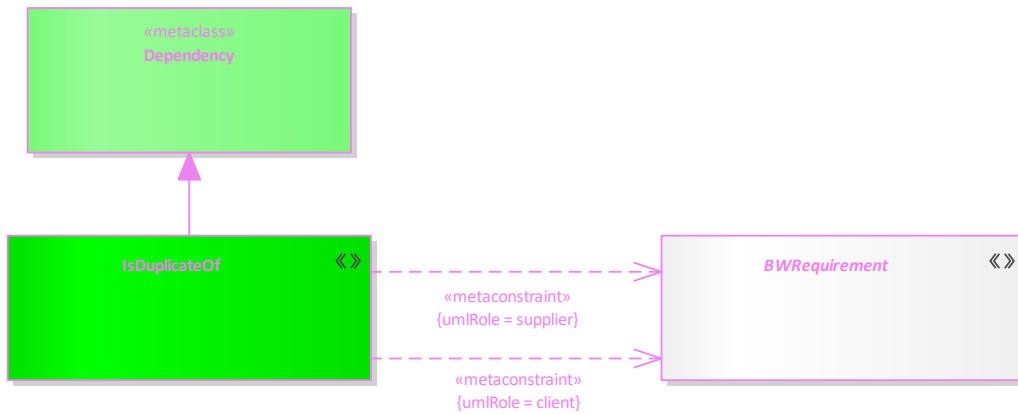 «metaclass»
Dependency
IsDuplicateOf
BWRequirement
«metaconstraint»
{umlRole = supplier}
«metaconstraint»
{umlRole = client}